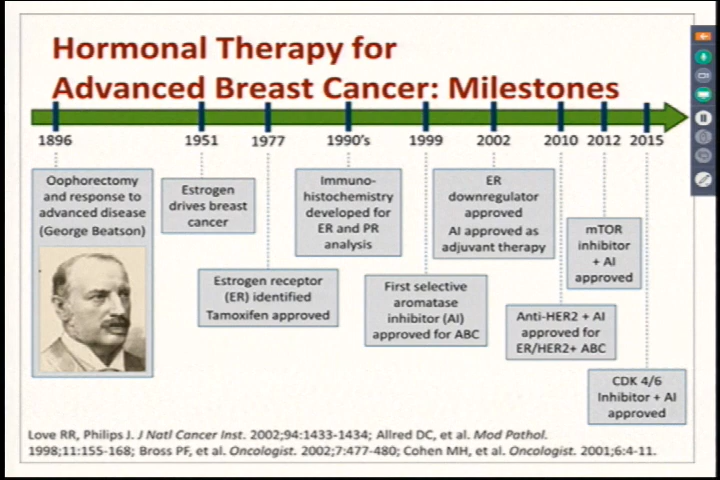 Hormonal Therapy for
Advanced Breast Cancer: Milestones
1896
1951
1977
1990's
1999
2002
2010
2012
2015
Oophorectomy
and response to
advanced disease
(George Beatson)
Estrogen
drives breast
cancer
Estrogen receptor
(ER) identified
Tamoxifen approved
Immuno-
histochemistry
developed for
ER and PR
analysis
First selective
aromatase
inhibitor (AI)
approved for ABC
ER
downregulator
approved
AI approved as
adjuvant therapy
Anti-HER2 + AI
approved for
ER/HER2+ ABC
mTOR
inhibitor
+ AI
approved
CDK 4/6
Inhibitor + AI
approved
Love RR, Philips J. J Natl Cancer Inst. 2002;94:1433-1434; Allred DC, et al. Mod Pathol.
1998;11:155-168; Bross PF, et al. Oncologist. 2002;7:477-480; Cohen MH, et al. Oncologist. 2001;6:4-11.